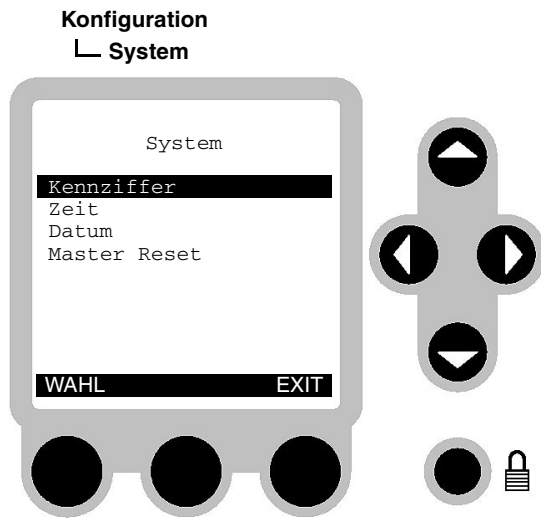 Konfiguration
System
System
Kennziffer
Zeit
Datum
Master Reset
WAHL EXIT